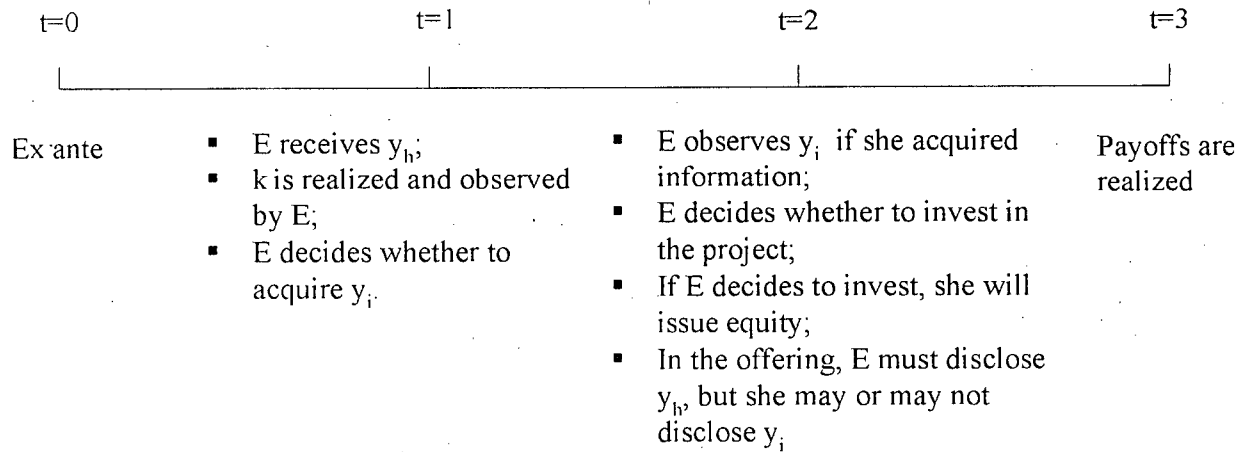 t=0 t=1 t=2 t=3
Ex ante
▪ E receives y_h;
▪ k is realized and observed
by E;
▪ E decides whether to
acquire y_i.
▪ E observes y_i if she acquired
information;
▪ E decides whether to invest in
the project;
▪ If E decides to invest, she will
issue equity;
▪ In the offering, E must disclose
y_h, but she may or may not
disclose y_i
Payoffs are
realized